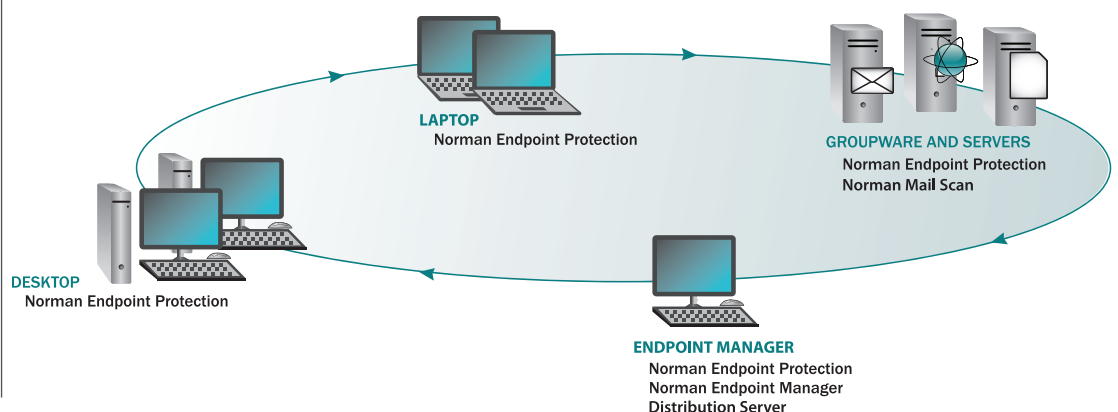 LAPTOP
Norman Endpoint Protection
GROUPWARE AND SERVERS
Norman Endpoint Protection
Norman Mail Scan
DESKTOP
Norman Endpoint Protection
ENDPOINT MANAGER
Norman Endpoint Protection
Norman Endpoint Manager
Distribution Server